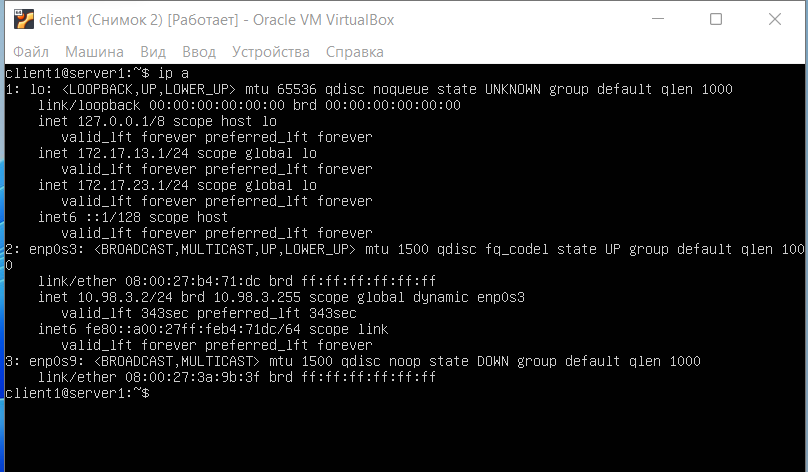 client1 (Снимок 2) [Работает] - Oracle VM VirtualBox
Файл Машина Вид Ввод Устройства Справка
client1@server1:~$ ip a
1: lo: <LOOPBACK,UP,LOWER_UP> mtu 65536 qdisc noqueue state UNKNOWN group default qlen 1000
    link/loopback 00:00:00:00:00:00 brd 00:00:00:00:00:00
    inet 127.0.0.1/8 scope host lo
       valid_lft forever preferred_lft forever
    inet 172.17.13.1/24 scope global lo
       valid_lft forever preferred_lft forever
    inet 172.17.23.1/24 scope global lo
       valid_lft forever preferred_lft forever
    inet6 ::1/128 scope host
       valid_lft forever preferred_lft forever
2: enp0s3: <BROADCAST,MULTICAST,UP,LOWER_UP> mtu 1500 qdisc fq_codel state UP group default qlen 100
0
    link/ether 08:00:27:b4:71:dc brd ff:ff:ff:ff:ff:ff
    inet 10.98.3.2/24 brd 10.98.3.255 scope global dynamic enp0s3
       valid_lft 343sec preferred_lft 343sec
    inet6 fe80::a00:27ff:feb4:71dc/64 scope link
       valid_lft forever preferred_lft forever
3: enp0s9: <BROADCAST,MULTICAST> mtu 1500 qdisc noop state DOWN group default qlen 1000
    link/ether 08:00:27:3a:9b:3f brd ff:ff:ff:ff:ff:ff
client1@server1:~$